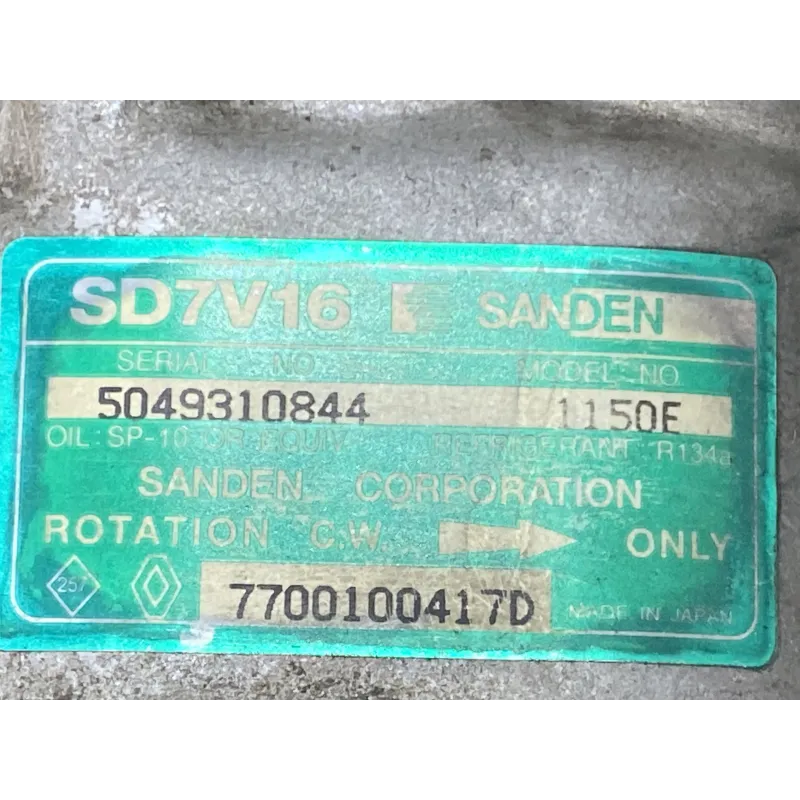 SD7V16 SANDEN
SERIAL NO. MODEL NO.
5049310844 1150E
OIL: SP-10 OR EQUIV. REFRIGERANT R134a
SANDEN CORPORATION
ROTATION C.W. ONLY
257 7700100417D MADE IN JAPAN